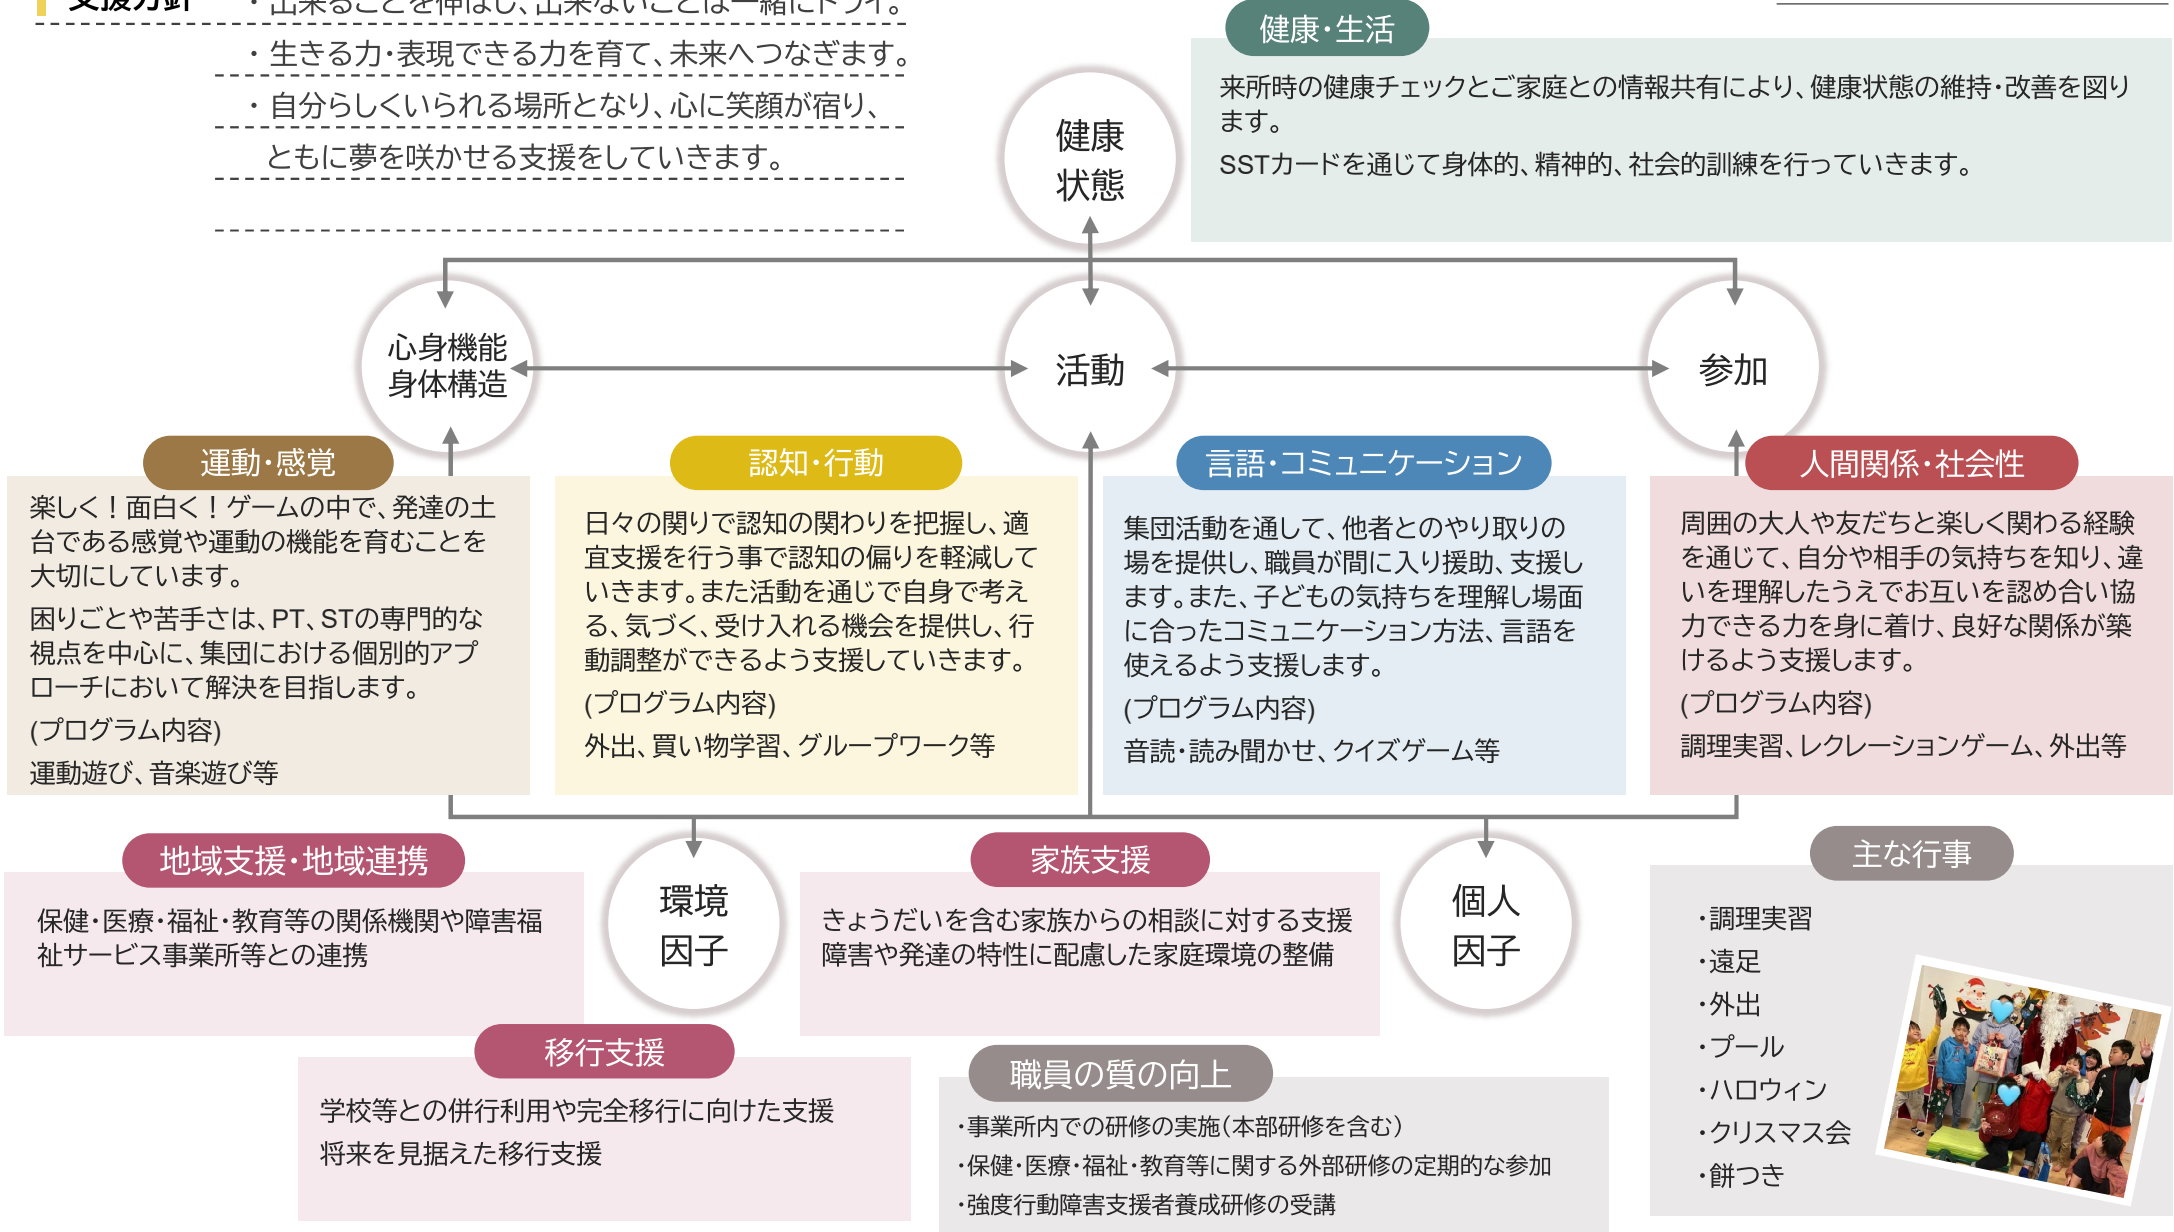 支援方針
・ 出来ることを伸ばし、出来ないことは一緒にトライ。
・ 生きる力・表現できる力を育て、未来へつなぎます。
・ 自分らしくいられる場所となり、心に笑顔が宿り、
ともに夢を咲かせる支援をしていきます。
健康・生活
来所時の健康チェックとご家庭との情報共有により、健康状態の維持・改善を図り
ます。
SSTカードを通じて身体的、精神的、社会的訓練を行っていきます。
健康
状態
心身機能
身体構造
活動
参加
運動・感覚
楽しく！面白く！ゲームの中で、発達の土
台である感覚や運動の機能を育むことを
大切にしています。
困りごとや苦手さは、PT、STの専門的な
視点を中心に、集団における個別的アプ
ローチにおいて解決を目指します。
(プログラム内容)
運動遊び、音楽遊び等
認知・行動
日々の関りで認知の関わりを把握し、適
宜支援を行う事で認知の偏りを軽減して
いきます。また活動を通じで自身で考え
る、気づく、受け入れる機会を提供し、行
動調整ができるよう支援していきます。
(プログラム内容)
外出、買い物学習、グループワーク等
言語・コミュニケーション
集団活動を通して、他者とのやり取りの
場を提供し、職員が間に入り援助、支援し
ます。また、子どもの気持ちを理解し場面
に合ったコミュニケーション方法、言語を
使えるよう支援します。
(プログラム内容)
音読・読み聞かせ、クイズゲーム等
人間関係・社会性
周囲の大人や友だちと楽しく関わる経験
を通じて、自分や相手の気持ちを知り、違
いを理解したうえでお互いを認め合い協
力できる力を身に着け、良好な関係が築
けるよう支援します。
(プログラム内容)
調理実習、レクレーションゲーム、外出等
地域支援・地域連携
保健・医療・福祉・教育等の関係機関や障害福
祉サービス事業所等との連携
環境
因子
家族支援
きょうだいを含む家族からの相談に対する支援
障害や発達の特性に配慮した家庭環境の整備
個人
因子
主な行事
・調理実習
・遠足
・外出
・プール
・ハロウィン
・クリスマス会
・餅つき
移行支援
学校等との併行利用や完全移行に向けた支援
将来を見据えた移行支援
職員の質の向上
・事業所内での研修の実施（本部研修を含む）
・保健・医療・福祉・教育等に関する外部研修の定期的な参加
・強度行動障害支援者養成研修の受講